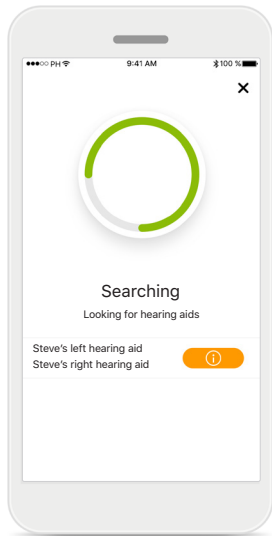 ●●●○○ PH 9:41 AM 100 %
×
Searching
Looking for hearing aids
Steve's left hearing aid
Steve's right hearing aid